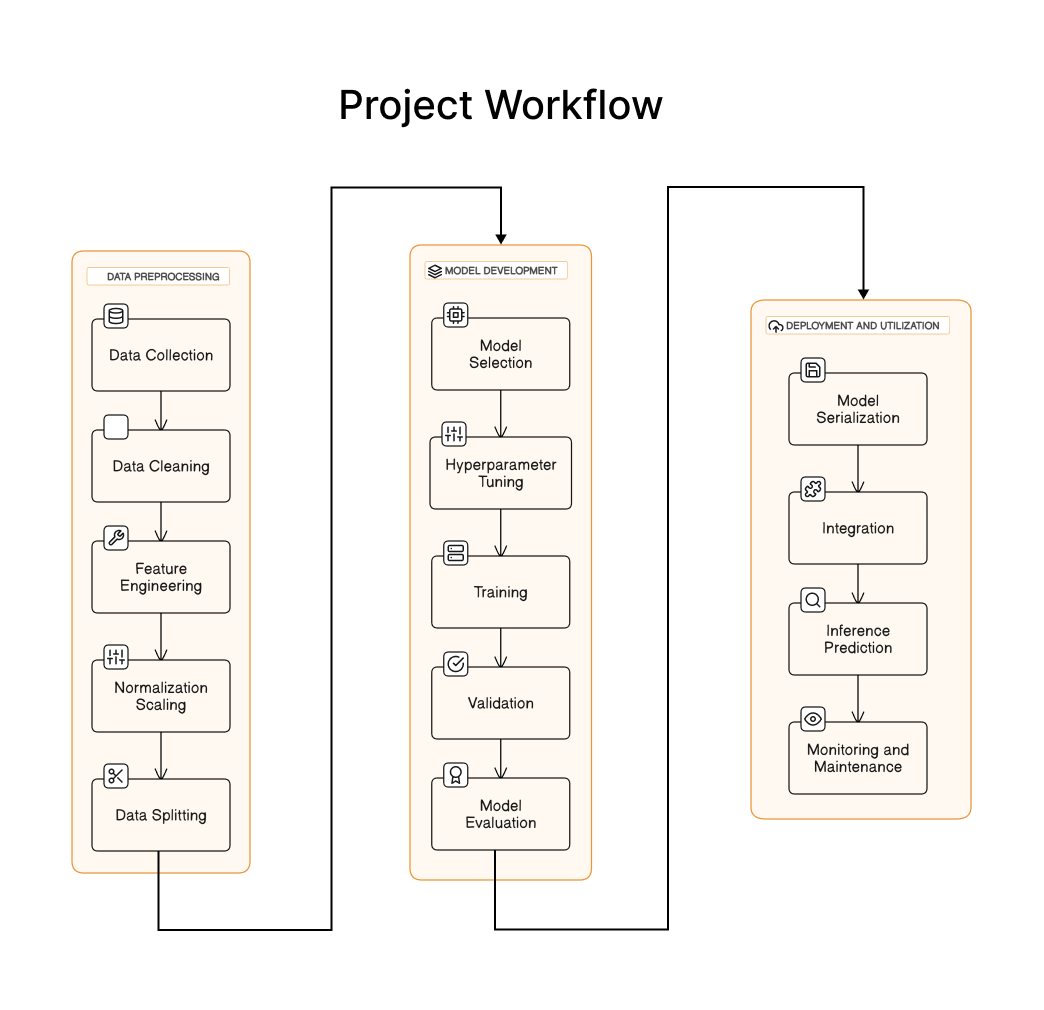 Project Workflow
DATA PREPROCESSING
Data Collection
Data Cleaning
Feature
Engineering
Normalization
Scaling
Data Splitting
MODEL DEVELOPMENT
Model
Selection
Hyperparameter
Tuning
Training
Validation
Model
Evaluation
DEPLOYMENT AND UTILIZATION
Model
Serialization
Integration
Inference
Prediction
Monitoring and
Maintenance